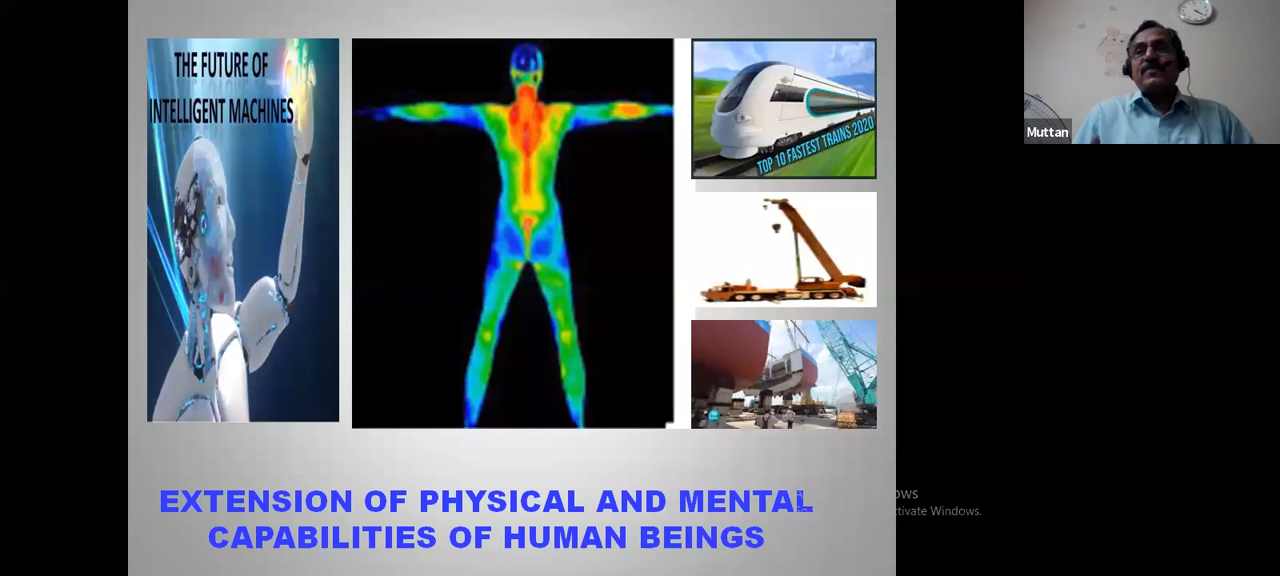 THE FUTURE OF
INTELLIGENT MACHINES
TOP 10 FASTEST TRAINS 2020
Muttan
EXTENSION OF PHYSICAL AND MENTAL
CAPABILITIES OF HUMAN BEINGS
Windows.